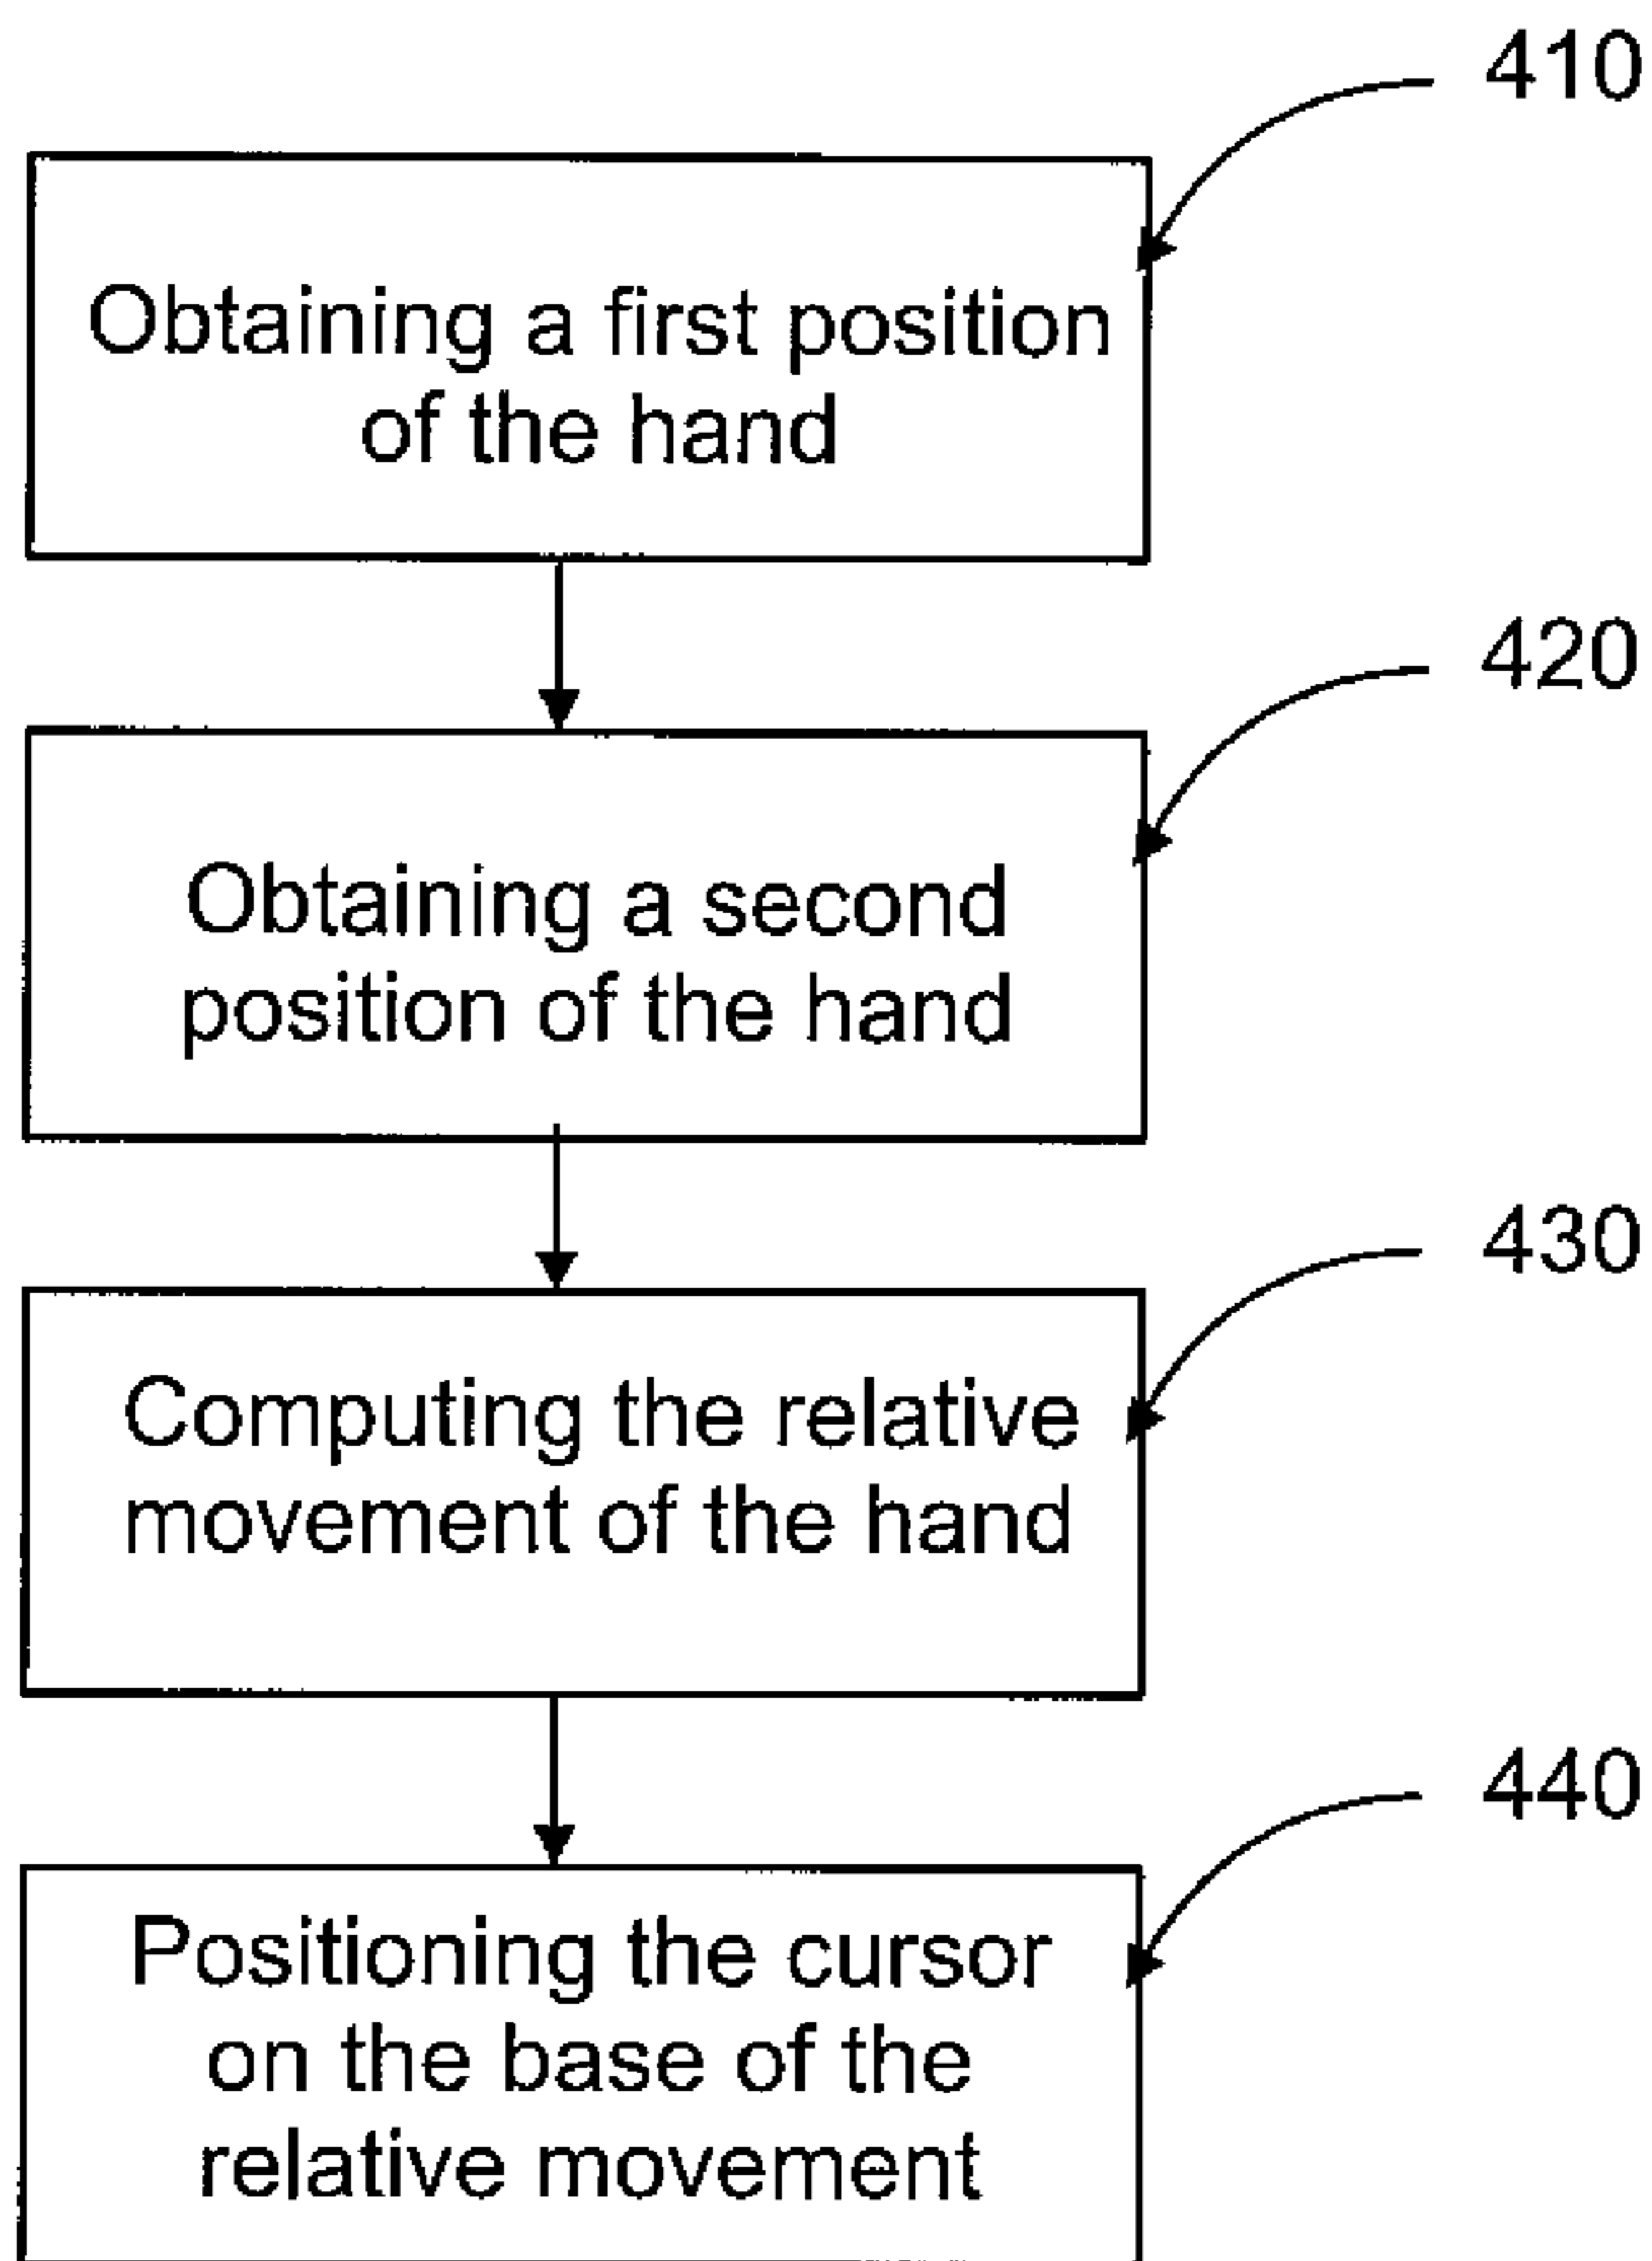 410
Obtaining a first position
of the hand
420
Obtaining a second
position of the hand
430
Computing the relative
movement of the hand
440
Positioning the cursor
on the base of the
relative movement